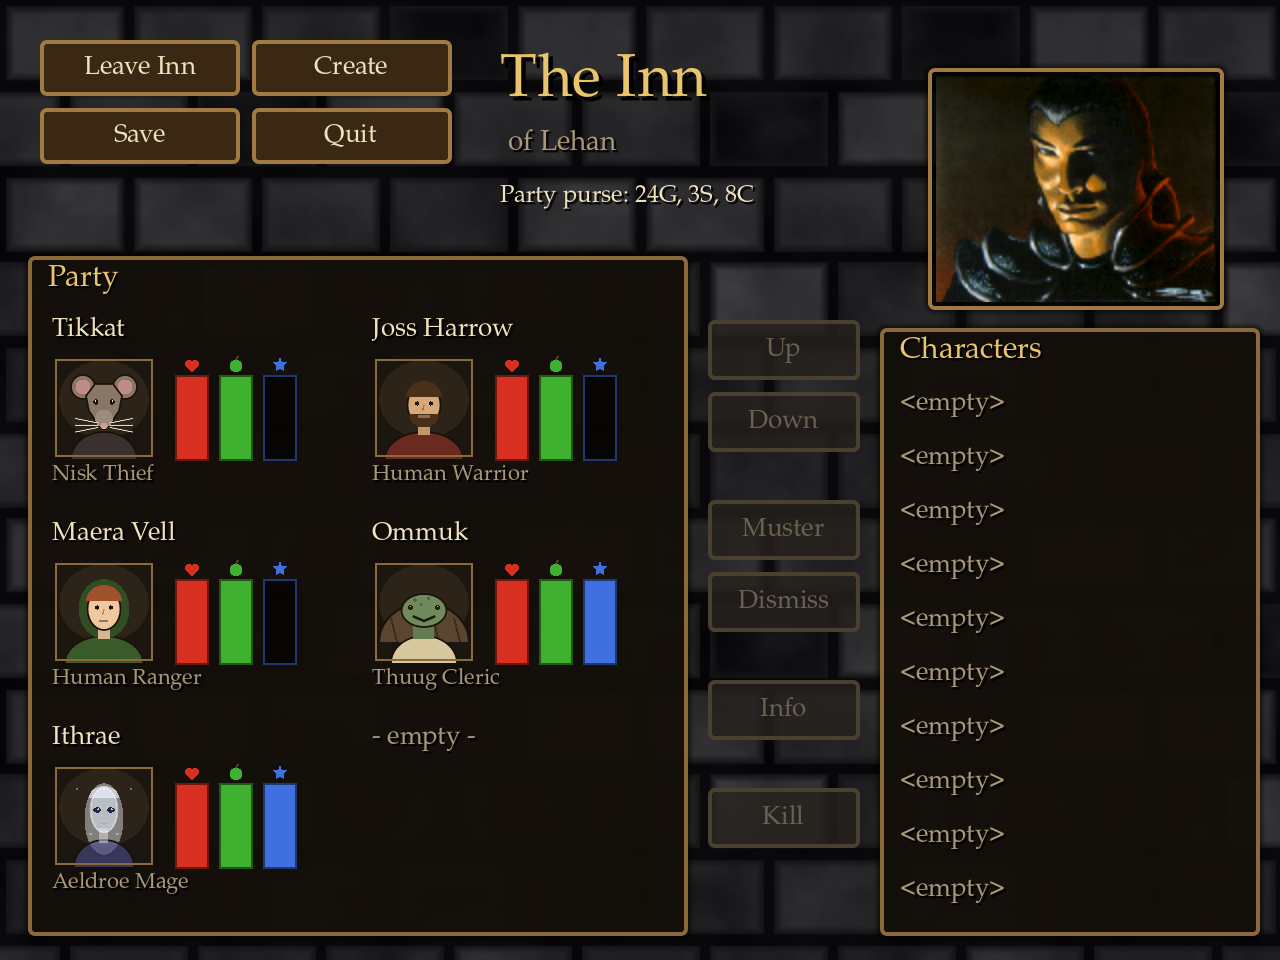 Leave Inn
Create
Save
Quit
The Inn
of Lehan
Party purse: 24G, 3S, 8C
Party
Tikkat
Nisk Thief
Joss Harrow
Human Warrior
Maera Vell
Human Ranger
Ommuk
Thuug Cleric
Ithrae
Aeldroe Mage
- empty -
Up
Down
Muster
Dismiss
Info
Kill
Characters
<empty>
<empty>
<empty>
<empty>
<empty>
<empty>
<empty>
<empty>
<empty>
<empty>